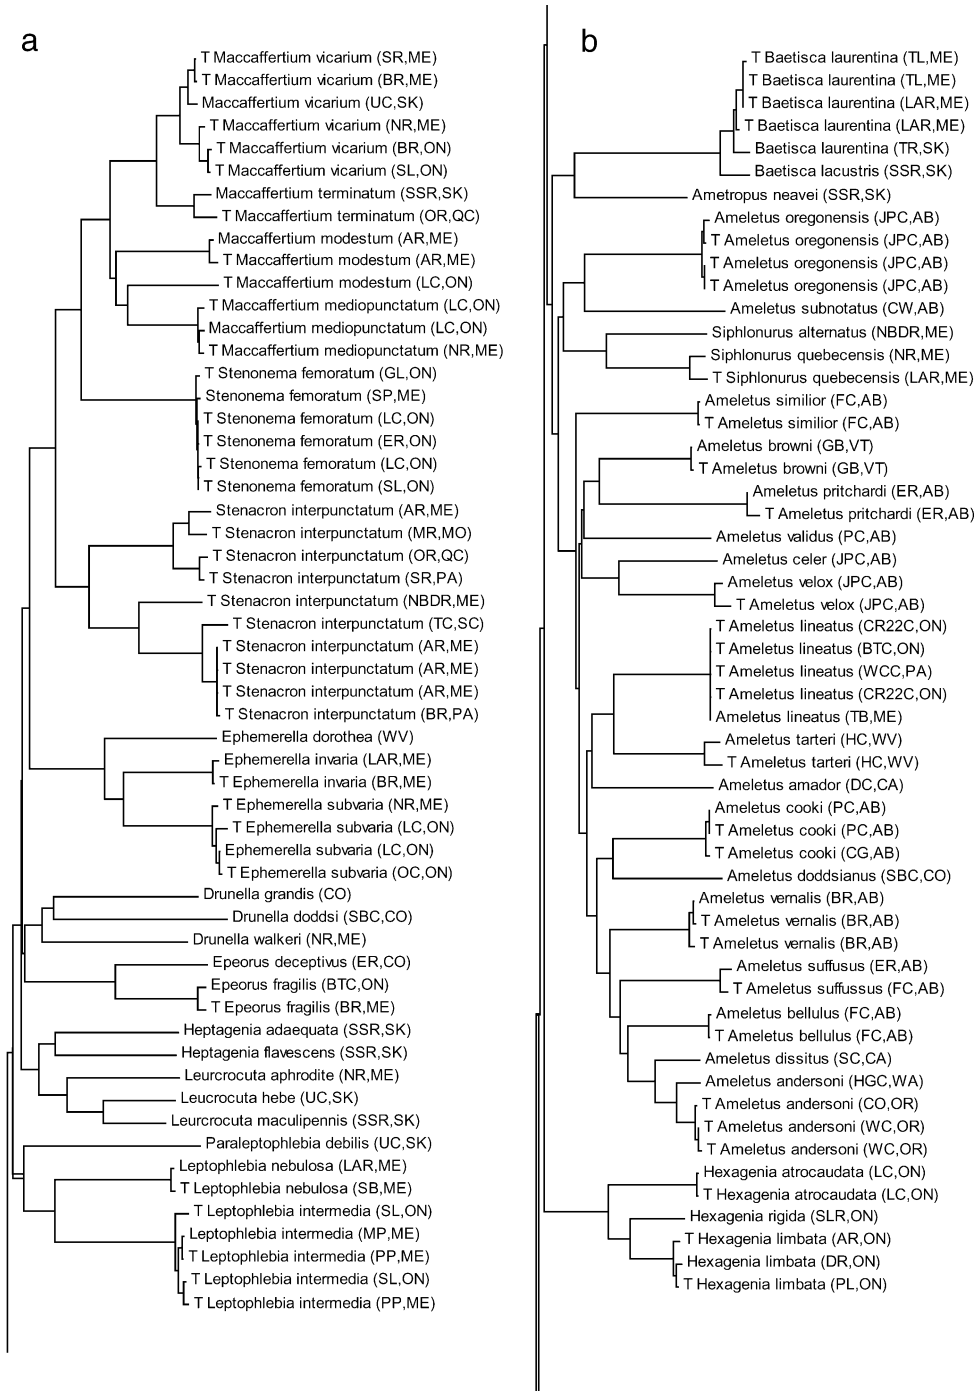 a
T Maccaffertium vicarium (SR,ME)
T Maccaffertium vicarium (BR,ME)
Maccaffertium vicarium (UC,SK)
T Maccaffertium vicarium (NR,ME)
T Maccaffertium vicarium (BR,ON)
T Maccaffertium vicarium (SL,ON)
Maccaffertium terminatum (SSR,SK)
T Maccaffertium terminatum (OR,QC)
Maccaffertium modestum (AR,ME)
T Maccaffertium modestum (AR,ME)
T Maccaffertium modestum (LC,ON)
T Maccaffertium mediopunctatum (LC,ON)
Maccaffertium mediopunctatum (LC,ON)
T Maccaffertium mediopunctatum (NR,ME)
T Stenonema femoratum (GL,ON)
Stenonema femoratum (SP,ME)
T Stenonema femoratum (LC,ON)
T Stenonema femoratum (ER,ON)
T Stenonema femoratum (LC,ON)
T Stenonema femoratum (SL,ON)
Stenacron interpunctatum (AR,ME)
T Stenacron interpunctatum (MR,MO)
T Stenacron interpunctatum (OR,QC)
T Stenacron interpunctatum (SR,PA)
T Stenacron interpunctatum (NBDR,ME)
T Stenacron interpunctatum (TC,SC)
T Stenacron interpunctatum (AR,ME)
T Stenacron interpunctatum (AR,ME)
T Stenacron interpunctatum (AR,ME)
T Stenacron interpunctatum (BR,PA)
Ephemerella dorothea (WV)
Ephemerella invaria (LAR,ME)
T Ephemerella invaria (BR,ME)
T Ephemerella subvaria (NR,ME)
T Ephemerella subvaria (LC,ON)
Ephemerella subvaria (LC,ON)
T Ephemerella subvaria (OC,ON)
Drunella grandis (CO)
Drunella doddsi (SBC,CO)
Drunella walkeri (NR,ME)
Epeorus deceptivus (ER,CO)
Epeorus fragilis (BTC,ON)
T Epeorus fragilis (BR,ME)
Heptagenia adaequata (SSR,SK)
Heptagenia flavescens (SSR,SK)
Leurcrocuta aphrodite (NR,ME)
Leucrocuta hebe (UC,SK)
Leurcrocuta maculipennis (SSR,SK)
Paraleptophlebia debilis (UC,SK)
Leptophlebia nebulosa (LAR,ME)
T Leptophlebia nebulosa (SB,ME)
T Leptophlebia intermedia (SL,ON)
Leptophlebia intermedia (MP,ME)
T Leptophlebia intermedia (PP,ME)
T Leptophlebia intermedia (SL,ON)
T Leptophlebia intermedia (PP,ME)
b
T Baetisca laurentina (TL,ME)
T Baetisca laurentina (TL,ME)
T Baetisca laurentina (LAR,ME)
T Baetisca laurentina (LAR,ME)
Baetisca laurentina (TR,SK)
Baetisca lacustris (SSR,SK)
Ametropus neavei (SSR,SK)
Ameletus oregonensis (JPC,AB)
T Ameletus oregonensis (JPC,AB)
T Ameletus oregonensis (JPC,AB)
T Ameletus oregonensis (JPC,AB)
Ameletus subnotatus (CW,AB)
Siphlonurus alternatus (NBDR,ME)
Siphlonurus quebecensis (NR,ME)
T Siphlonurus quebecensis (LAR,ME)
Ameletus similior (FC,AB)
T Ameletus similior (FC,AB)
Ameletus browni (GB,VT)
T Ameletus browni (GB,VT)
Ameletus pritchardi (ER,AB)
T Ameletus pritchardi (ER,AB)
Ameletus validus (PC,AB)
Ameletus celer (JPC,AB)
Ameletus velox (JPC,AB)
T Ameletus velox (JPC,AB)
T Ameletus lineatus (CR22C,ON)
T Ameletus lineatus (BTC,ON)
T Ameletus lineatus (WCC,PA)
T Ameletus lineatus (CR22C,ON)
Ameletus lineatus (TB,ME)
Ameletus tarteri (HC,WV)
T Ameletus tarteri (HC,WV)
Ameletus amador (DC,CA)
Ameletus cooki (PC,AB)
T Ameletus cooki (PC,AB)
T Ameletus cooki (CG,AB)
Ameletus doddsianus (SBC,CO)
Ameletus vernalis (BR,AB)
T Ameletus vernalis (BR,AB)
T Ameletus vernalis (BR,AB)
Ameletus suffusus (ER,AB)
T Ameletus suffussus (FC,AB)
Ameletus bellulus (FC,AB)
T Ameletus bellulus (FC,AB)
Ameletus dissitus (SC,CA)
Ameletus andersoni (HGC,WA)
T Ameletus andersoni (CO,OR)
T Ameletus andersoni (WC,OR)
T Ameletus andersoni (WC,OR)
Hexagenia atrocaudata (LC,ON)
T Hexagenia atrocaudata (LC,ON)
Hexagenia rigida (SLR,ON)
T Hexagenia limbata (AR,ON)
Hexagenia limbata (DR,ON)
T Hexagenia limbata (PL,ON)